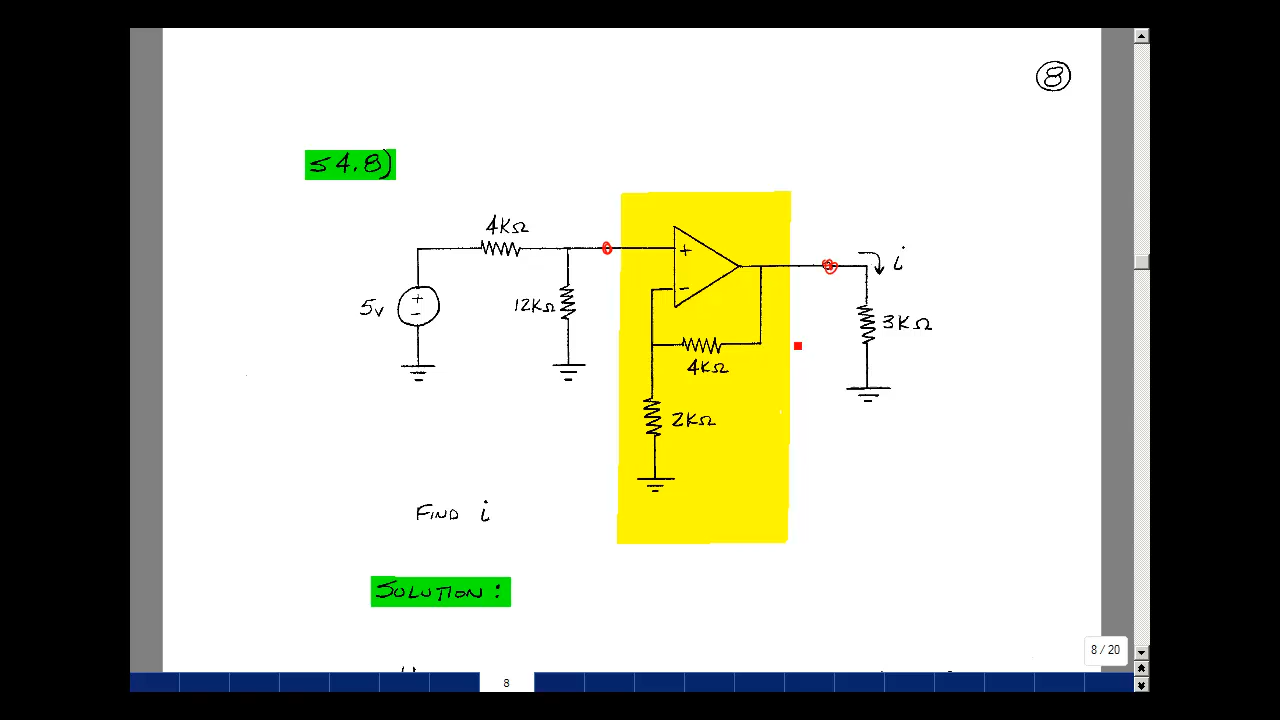 8
S4.8)
4KΩ
5v
+
-
12KΩ
+
-
i
3KΩ
4KΩ
2KΩ
FIND i
SOLUTION:
8 / 20
8